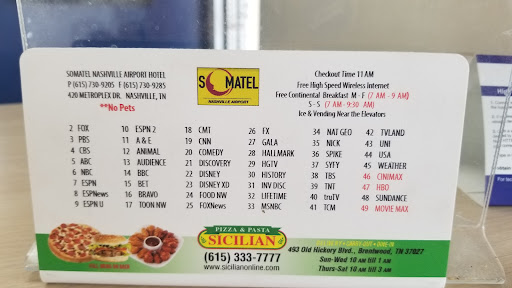 SOMATEL NASHVILLE AIRPORT HOTEL
P (615) 730-9205 F (615) 730-9285
420 METROPLEX DR. NASHVILLE, TN
**No Pets
SOMATEL
NASHVILLE AIRPORT
Checkout Time 11 AM
Free High Speed Wireless Internet
Free Continental Breakfast M - F (7 AM - 9 AM)
S - S (7 AM - 9:30 AM)
Ice & Vending Near the Elevators
2 FOX
3 PBS
4 CBS
5 ABC
6 NBC
7 ESPN
8 ESPNews
9 ESPN U
10 ESPN 2
11 A & E
12 ANIMAL
13 AUDIENCE
14 BBC
15 BET
16 BRAVO
17 TOON NW
18 CMT
19 CNN
20 COMEDY
21 DISCOVERY
22 DISNEY
23 DISNEY XD
24 FOOD NW
25 FOXNews
26 FX
27 GALA
28 HALLMARK
29 HGTV
30 HISTORY
31 INV DISC
32 LIFETIME
33 MSNBC
34 NAT GEO
35 NICK
36 SPIKE
37 SYFY
38 TBS
39 TNT
40 truTV
41 TCM
42 TVLAND
43 UNI
44 USA
45 WEATHER
46 CINEMAX
47 HBO
48 SUNDANCE
49 MOVIE MAX
PIZZA & PASTA
SICILIAN
(615) 333-7777
www.sicilianonline.com
493 Old Hickory Blvd., Brentwood, TN 37027
Sun-Wed 10 AM till 1 AM
Thurs-Sat 10 AM till 3 AM